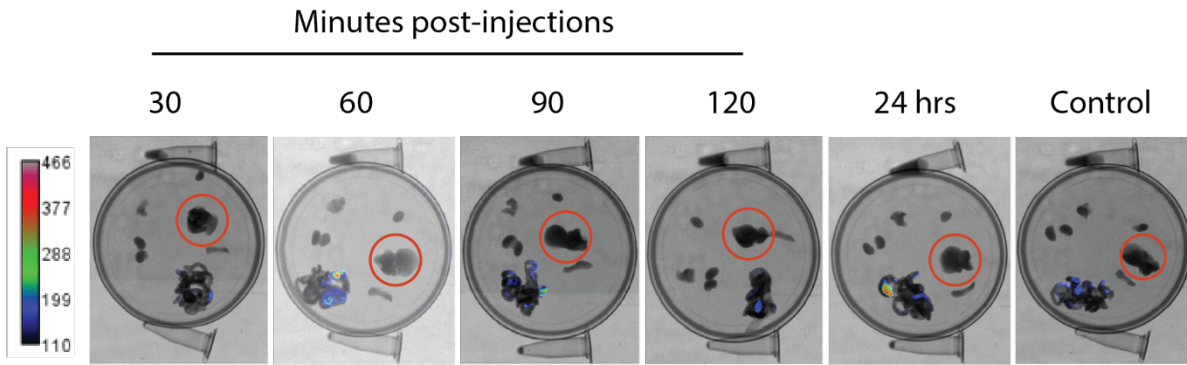 Minutes post-injections
30 60 90 120 24 hrs Control
466
377
288
199
110